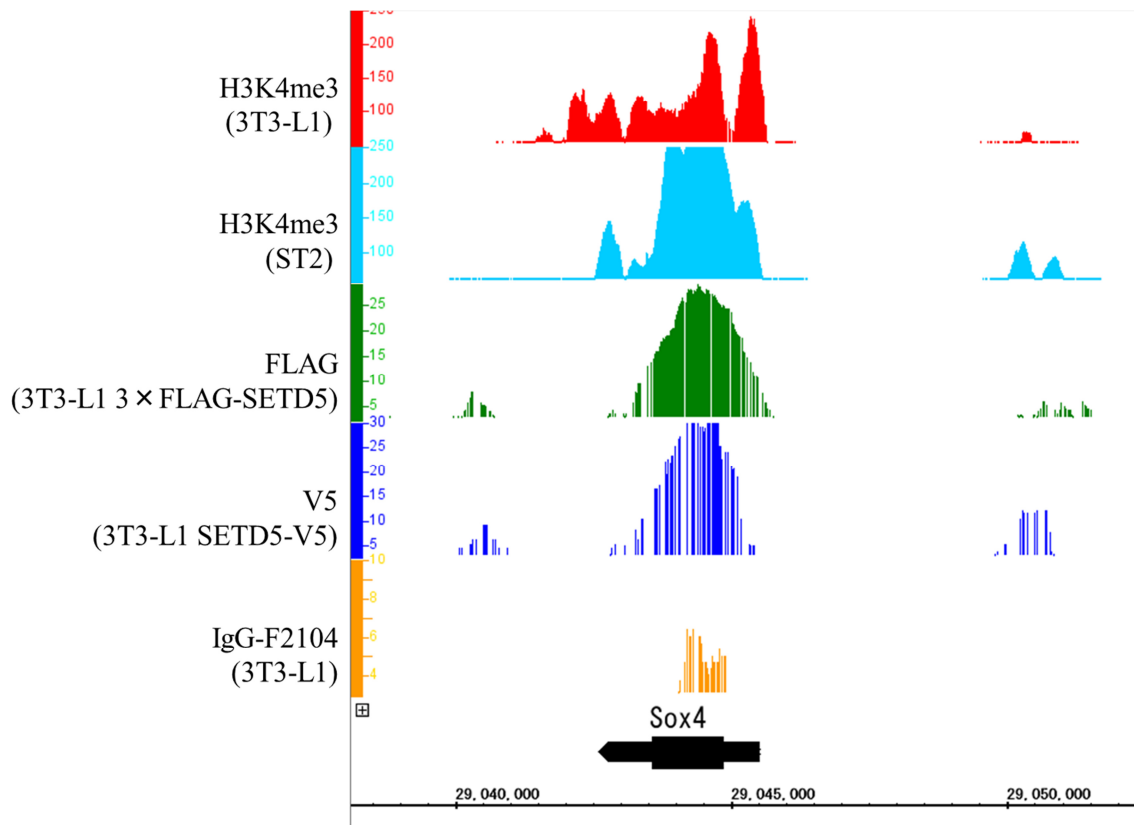 250
200
150
100
H3K4me3
(3T3-L1)
250
200
150
100
H3K4me3
(ST2)
25
20
15
10
5
FLAG
(3T3-L1 3×FLAG-SETD5)
30
25
20
15
10
5
V5
(3T3-L1 SETD5-V5)
10
8
6
4
IgG-F2104
(3T3-L1)
Sox4
29,040,000 29,045,000 29,050,000